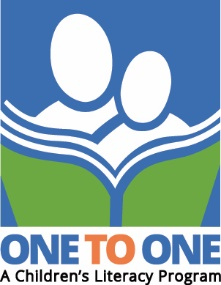 ONE TO ONE
A Children's Literacy Program